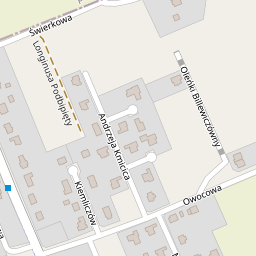 Świerkowa
Longinusa Podbipięty
Oleńki Billewiczówny
Andrzeja Kmicica
Kiemliczów
Owocowa